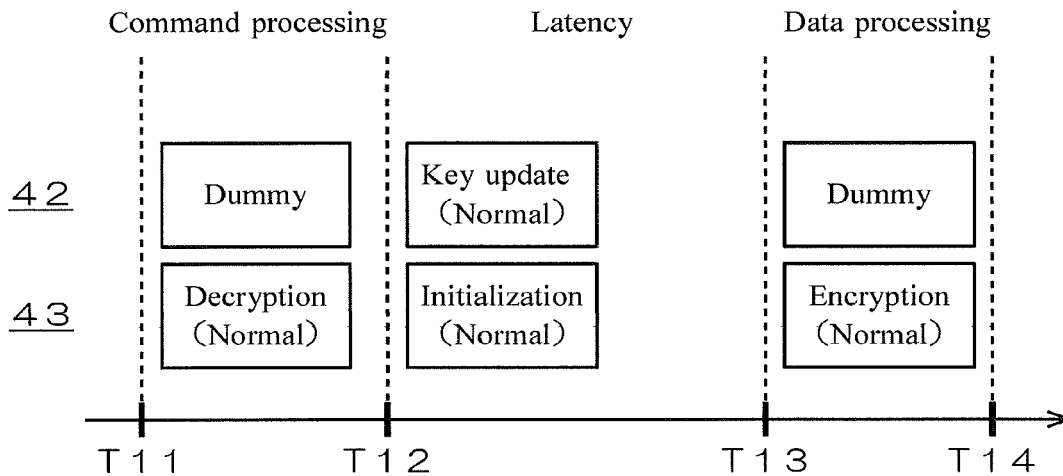 Command processing Latency Data processing
42 Dummy Key update Dummy
(Normal)
43 Decryption Initialization Encryption
(Normal) (Normal) (Normal)
T11 T12 T13 T14